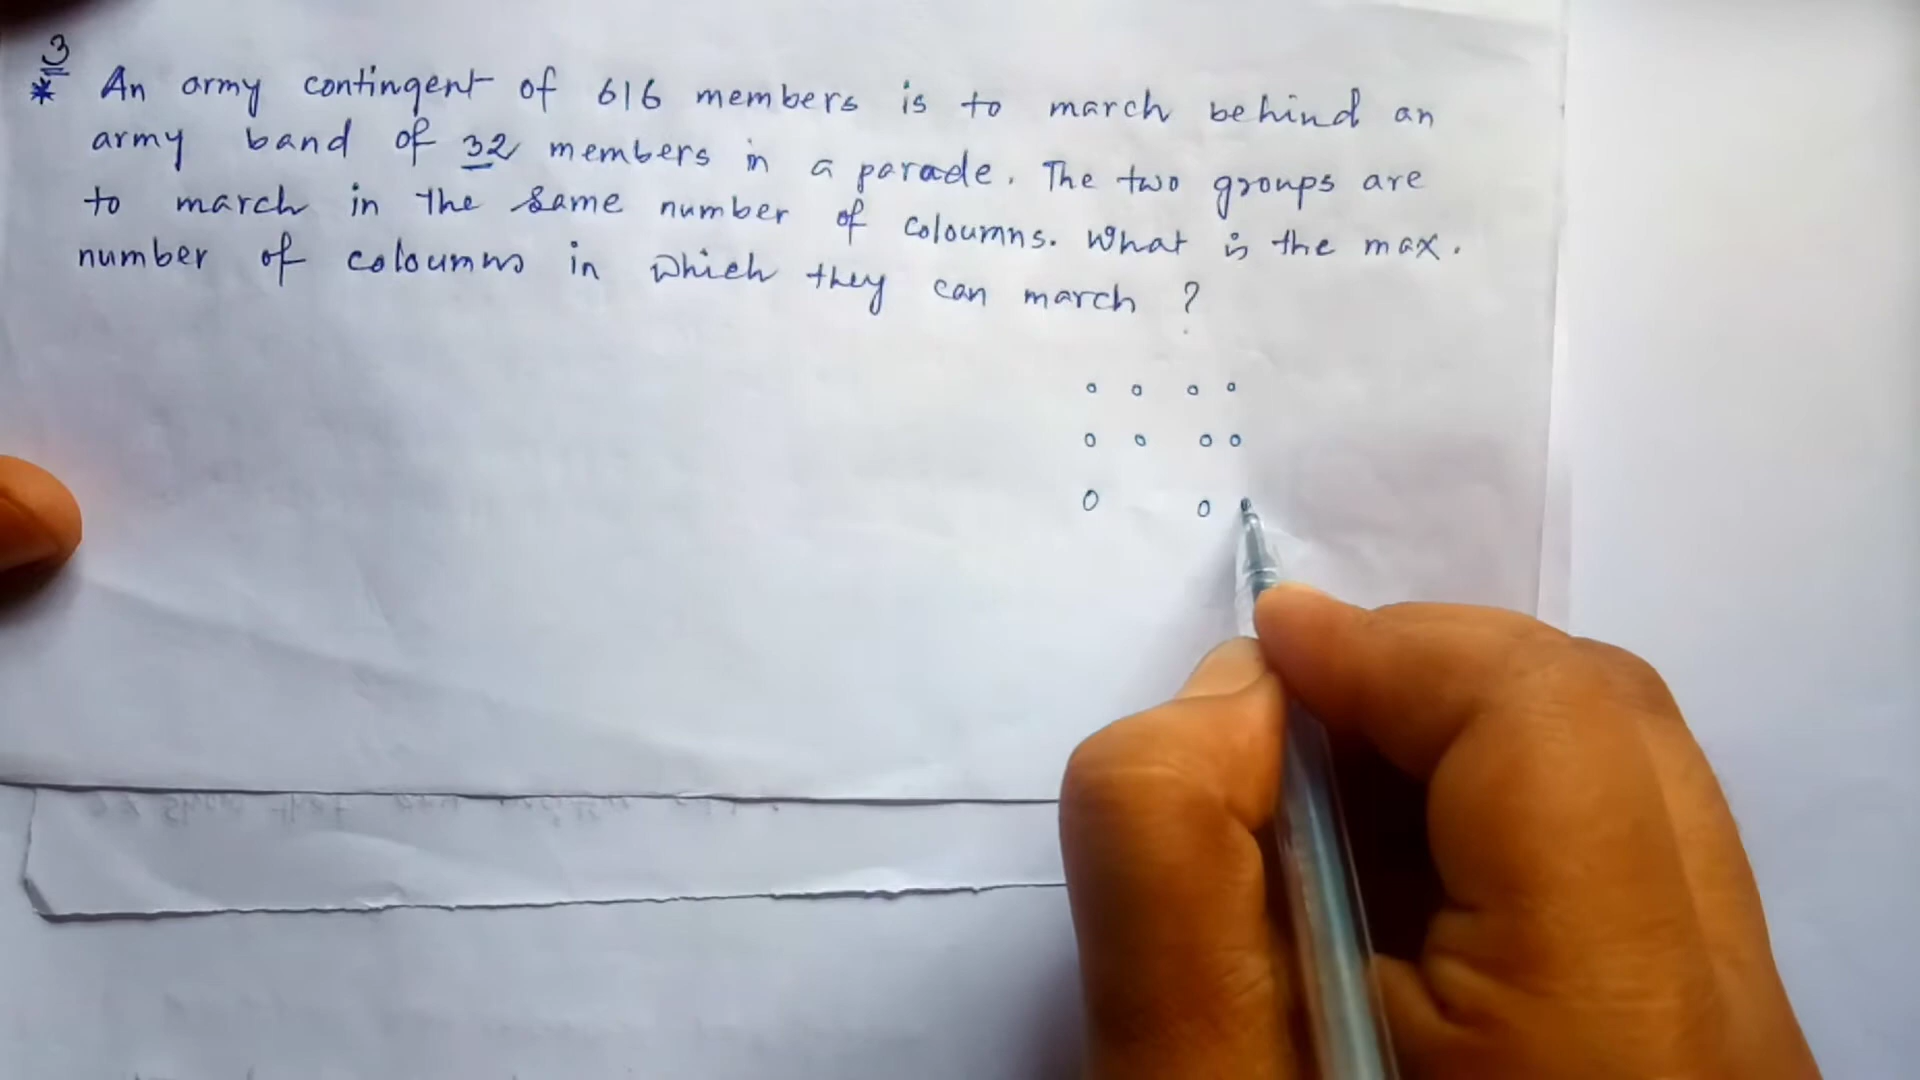 3
* An army contingent of 616 members is to march behind an
army band of 32 members in a parade. The two groups are
to march in the same number of coloumns. What is the max.
number of coloumns in which they can march ?